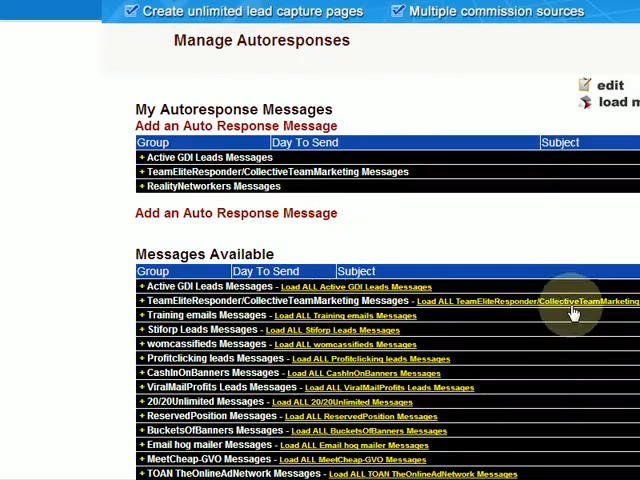 Create unlimited lead capture pages Multiple commission sources
Manage Autoresponses
edit
load m
My Autoresponse Messages
Add an Auto Response Message
Group Day To Send Subject
+ Active GDI Leads Messages
+ TeamEliteResponder/CollectiveTeamMarketing Messages
+ RealityNetworkers Messages
Add an Auto Response Message
Messages Available
Group Day To Send Subject
+ Active GDI Leads Messages - Load ALL Active GDI Leads Messages
+ TeamEliteResponder/CollectiveTeamMarketing Messages - Load ALL TeamEliteResponder/CollectiveTeamMarketing
+ Training emails Messages - Load ALL Training emails Messages
+ Stiforp Leads Messages - Load ALL Stiforp Leads Messages
+ womcassifieds Messages - Load ALL womcassifieds Messages
+ Profitclicking leads Messages - Load ALL Profitclicking leads Messages
+ CashInOnBanners Messages - Load ALL CashInOnBanners Messages
+ ViralMailProfits Leads Messages - Load ALL ViralMailProfits Leads Messages
+ 20/20Unlimited Messages - Load ALL 20/20Unlimited Messages
+ ReservedPosition Messages - Load ALL ReservedPosition Messages
+ BucketsOfBanners Messages - Load ALL BucketsOfBanners Messages
+ Email hog mailer Messages - Load ALL Email hog mailer Messages
+ MeetCheap-GVO Messages - Load ALL MeetCheap-GVO Messages
+ TOAN TheOnlineAdNetwork Messages - Load ALL TOAN TheOnlineAdNetwork Messages